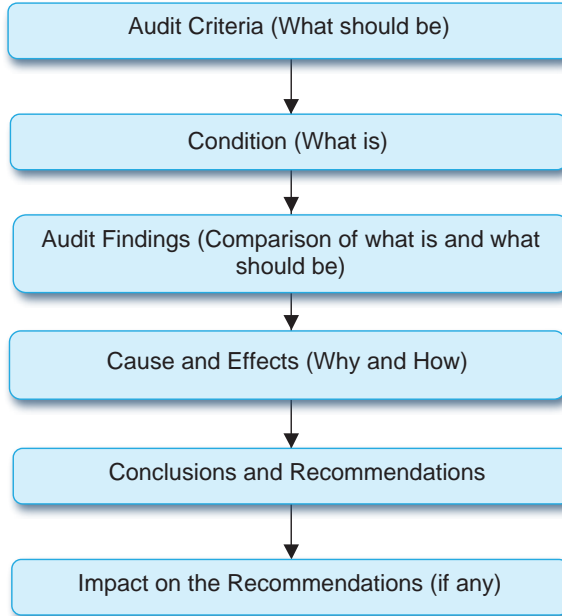 Audit Criteria (What should be)
Condition (What is)
Audit Findings (Comparison of what is and what
should be)
Cause and Effects (Why and How)
Conclusions and Recommendations
Impact on the Recommendations (if any)